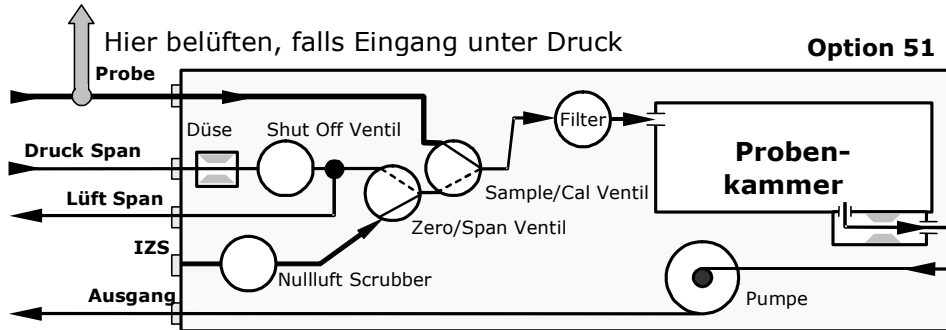 Hier belüften, falls Eingang unter Druck
Option 51
Probe
Düse
Shut Off Ventil
Filter
Druck Span
Proben-
kammer
Sample/Cal Ventil
Lüft Span
Zero/Span Ventil
IZS
Nullluft Scrubber
Ausgang
Pumpe